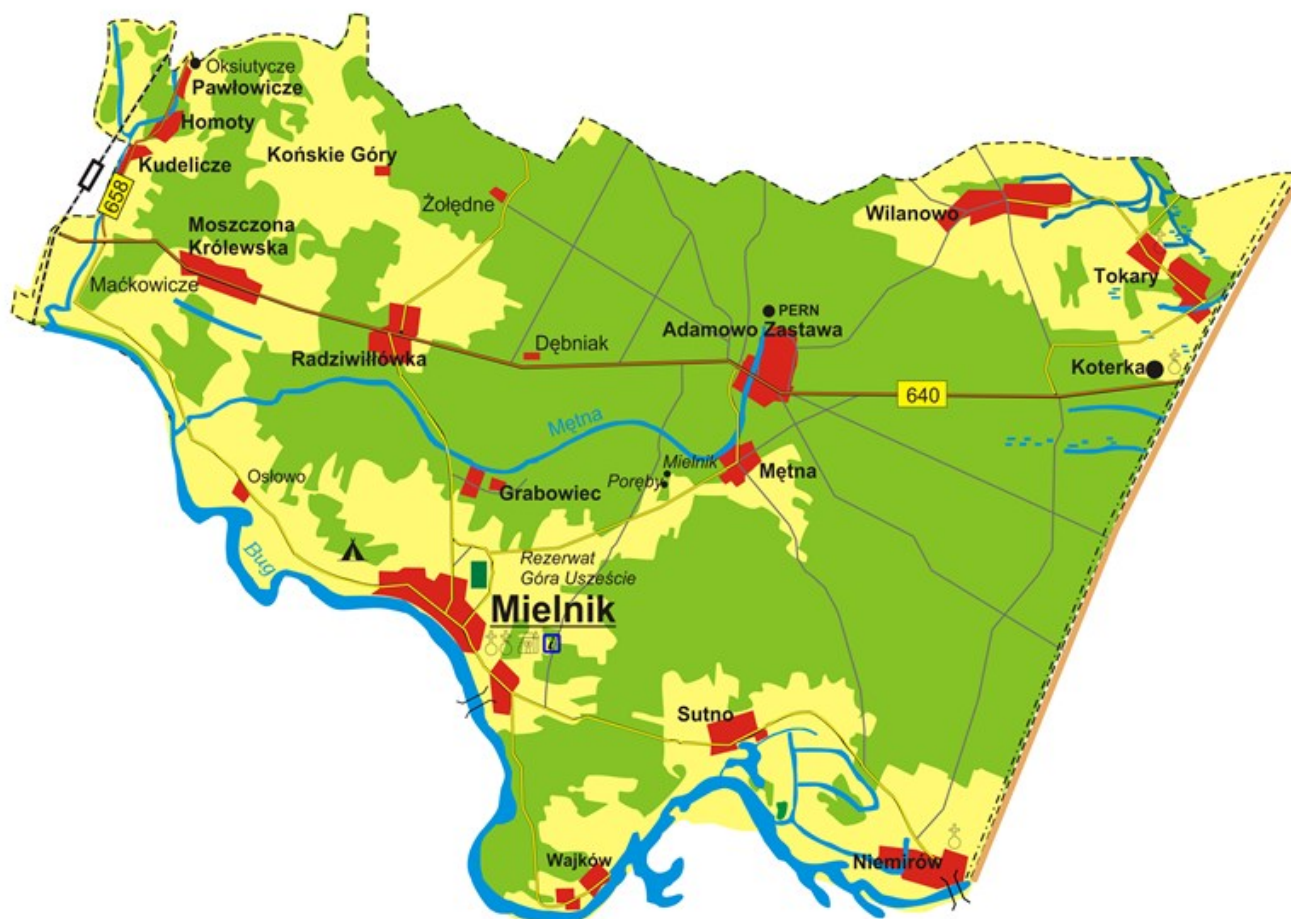 Oksiutycze
Pawłowicze
Homoty
Kudelicze
Końskie Góry
658
Żołędne
Wilanowo
Moszczona
Królewska
Maćkowicze
Tokary
PERN
Adamowo Zastawa
Radziwiłłówka
Dębniak
Koterka
640
Mętna
Mielnik
Poręby
Mętna
Osłowo
Grabowiec
Bug
Rezerwat
Góra Uszeście
Mielnik
i
Sutno
Wajków
Niemirów